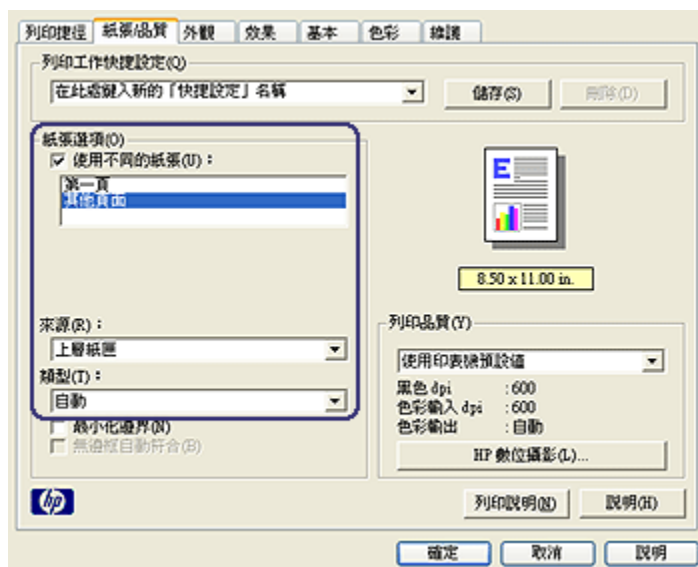 列印捷徑 紙張/品質 外觀 效果 基本 色彩 維護
列印工作快捷設定(Q)
在此處鍵入新的「快捷設定」名稱 儲存(S) 刪除(D)
紙張選項(O)
使用不同的紙張(U)：
第一頁
其他頁面
E
8.50 x 11.00 in.
來源(R)：
上層紙匣
類型(T)：
自動
最小化邊界(N)
無邊框自動符合(B)
列印品質(Y)
使用印表機預設值
黑色 dpi :600
色彩輸入 dpi :600
色彩輸出 :自動
HP 數位攝影(L)...
hp
列印說明(N) 說明(H)
確定 取消 說明